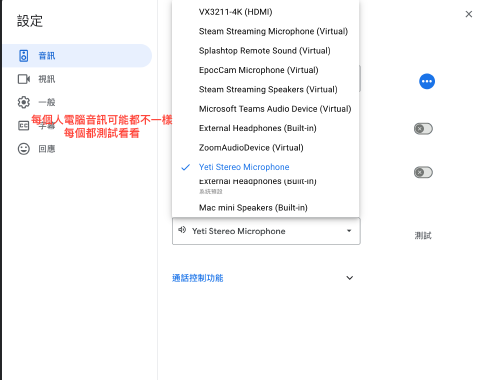 設定
音訊
視訊
一般
字幕
回應
每個人電腦音訊可能都不一樣
每個都測試看看
VX3211-4K (HDMI)
Steam Streaming Microphone (Virtual)
Splashtop Remote Sound (Virtual)
EpocCam Microphone (Virtual)
Steam Streaming Speakers (Virtual)
Microsoft Teams Audio Device (Virtual)
External Headphones (Built-in)
ZoomAudioDevice (Virtual)
Yeti Stereo Microphone
External Headphones (Built-in)
系統預設
Mac mini Speakers (Built-in)
Yeti Stereo Microphone
測試
通話控制功能